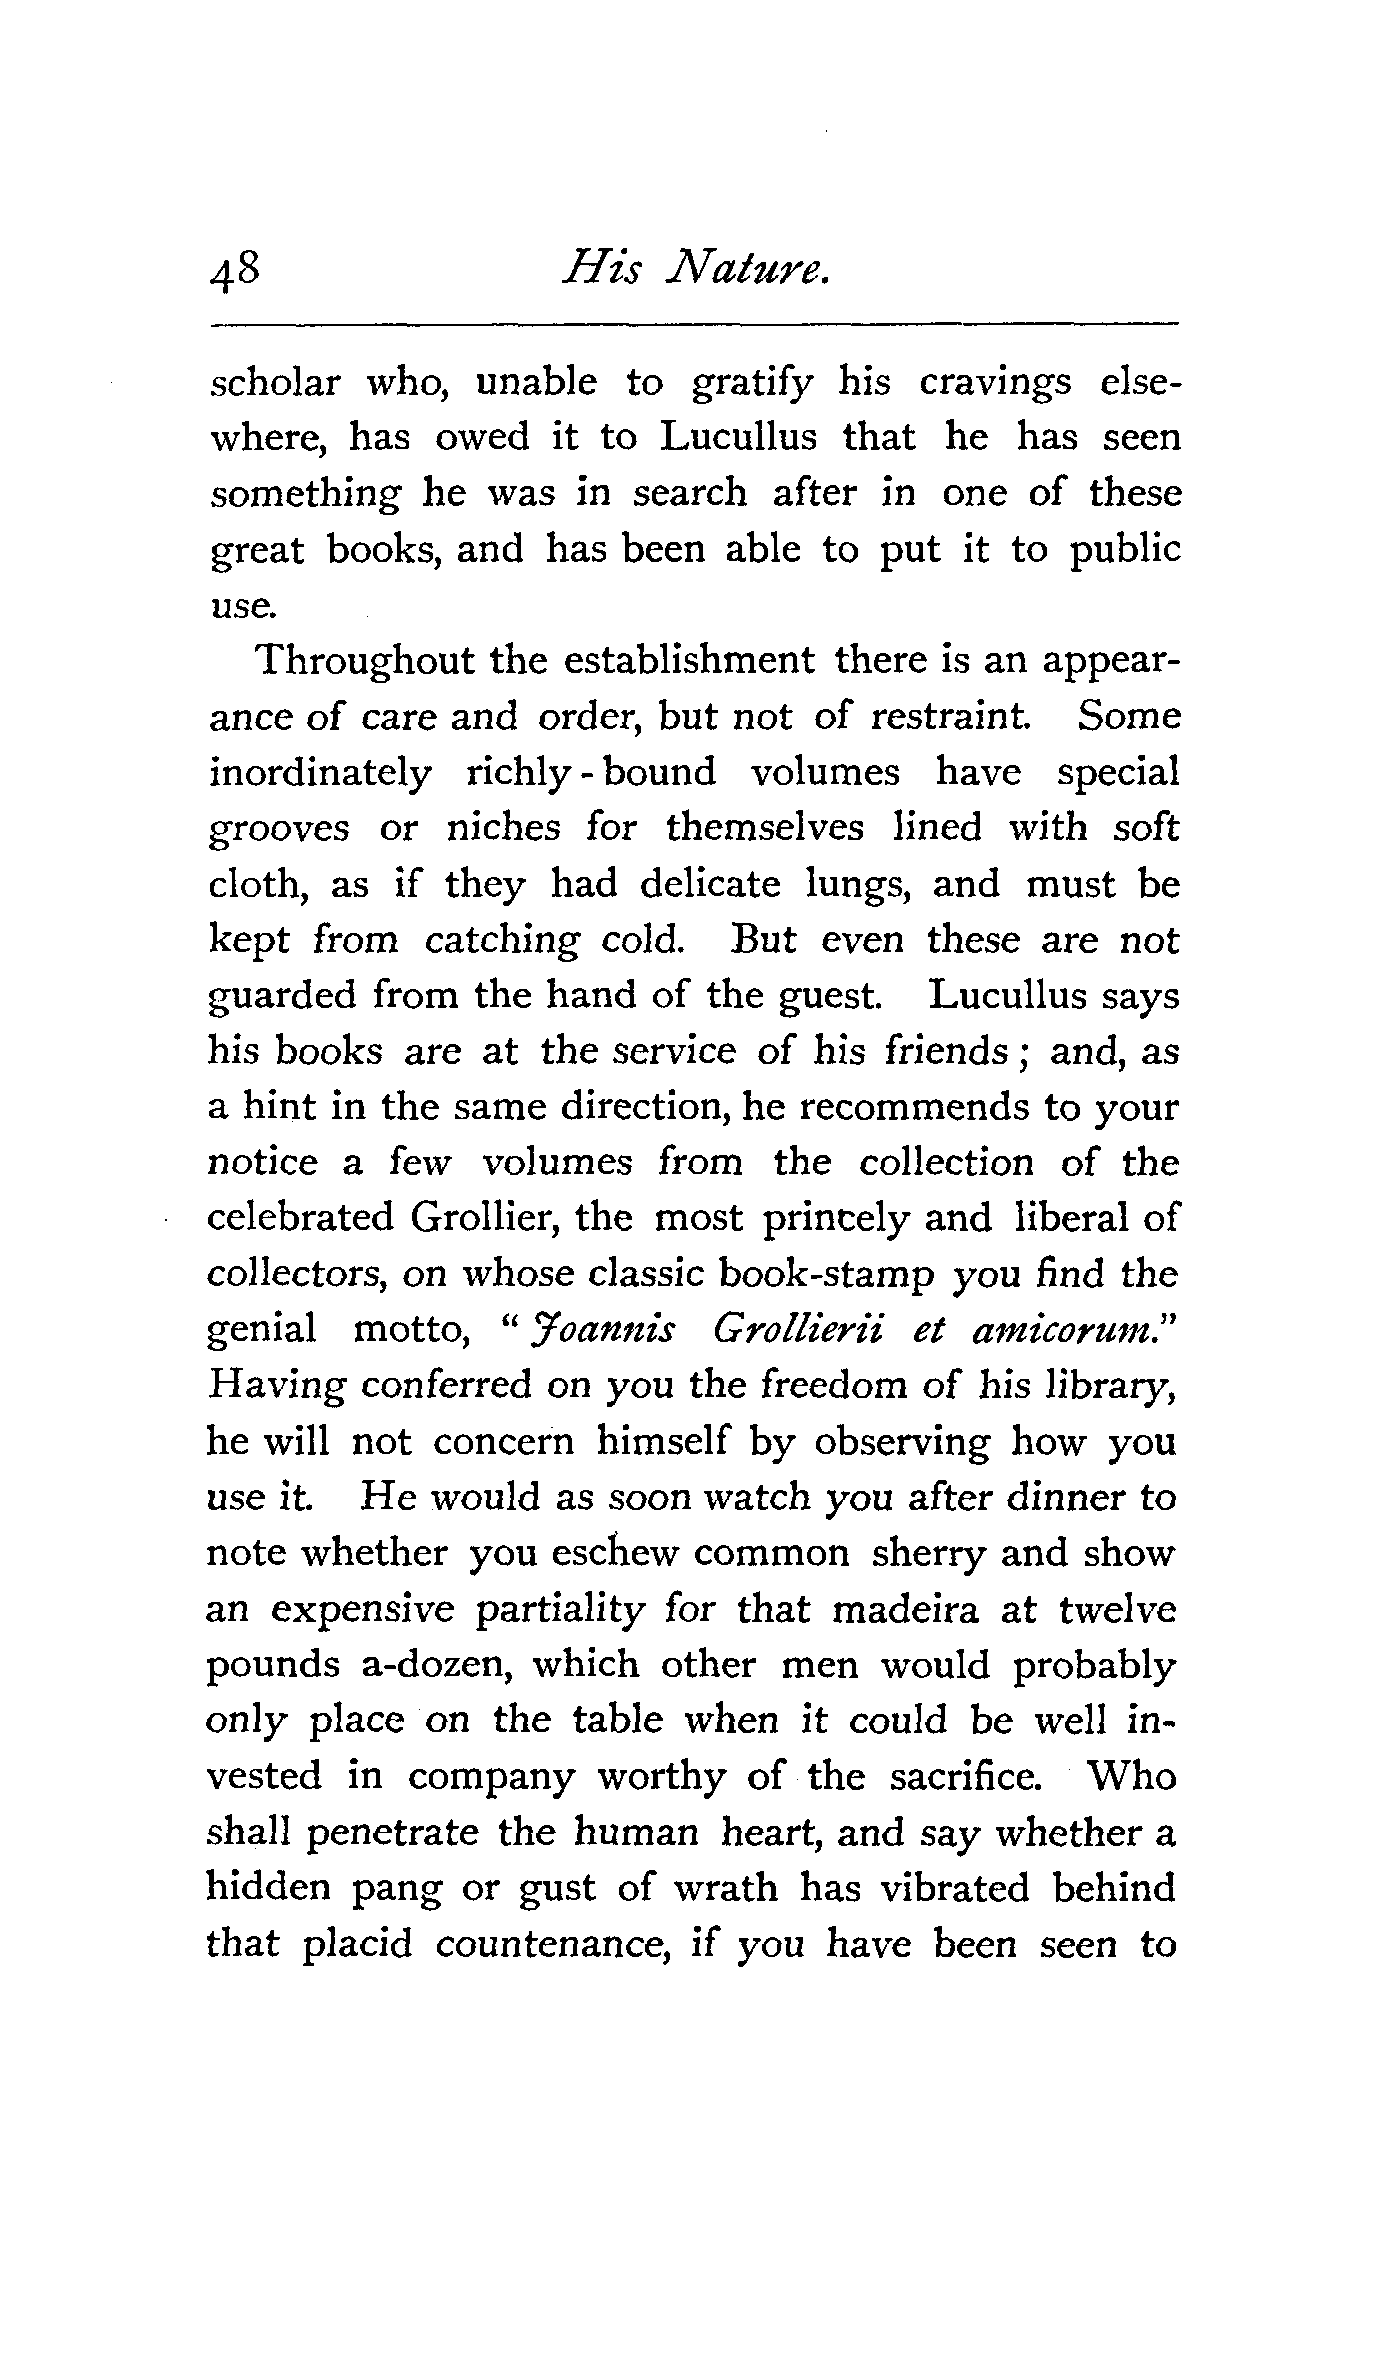 48 His Nature.
scholar who, unable to gratify his cravings else-
where, has owed it to Lucullus that he has seen
something he was in search after in one of these
great books, and has been able to put it to public
use.
Throughout the establishment there is an appear-
ance of care and order, but not of restraint. Some
inordinately richly-bound volumes have special
grooves or niches for themselves lined with soft
cloth, as if they had delicate lungs, and must be
kept from catching cold. But even these are not
guarded from the hand of the guest. Lucullus says
his books are at the service of his friends; and, as
a hint in the same direction, he recommends to your
notice a few volumes from the collection of the
celebrated Grollier, the most princely and liberal of
collectors, on whose classic book-stamp you find the
genial motto, “Joannis Grollierii et amicorum.”
Having conferred on you the freedom of his library,
he will not concern himself by observing how you
use it. He would as soon watch you after dinner to
note whether you eschew common sherry and show
an expensive partiality for that madeira at twelve
pounds a-dozen, which other men would probably
only place on the table when it could be well in-
vested in company worthy of the sacrifice. Who
shall penetrate the human heart, and say whether a
hidden pang or gust of wrath has vibrated behind
that placid countenance, if you have been seen to